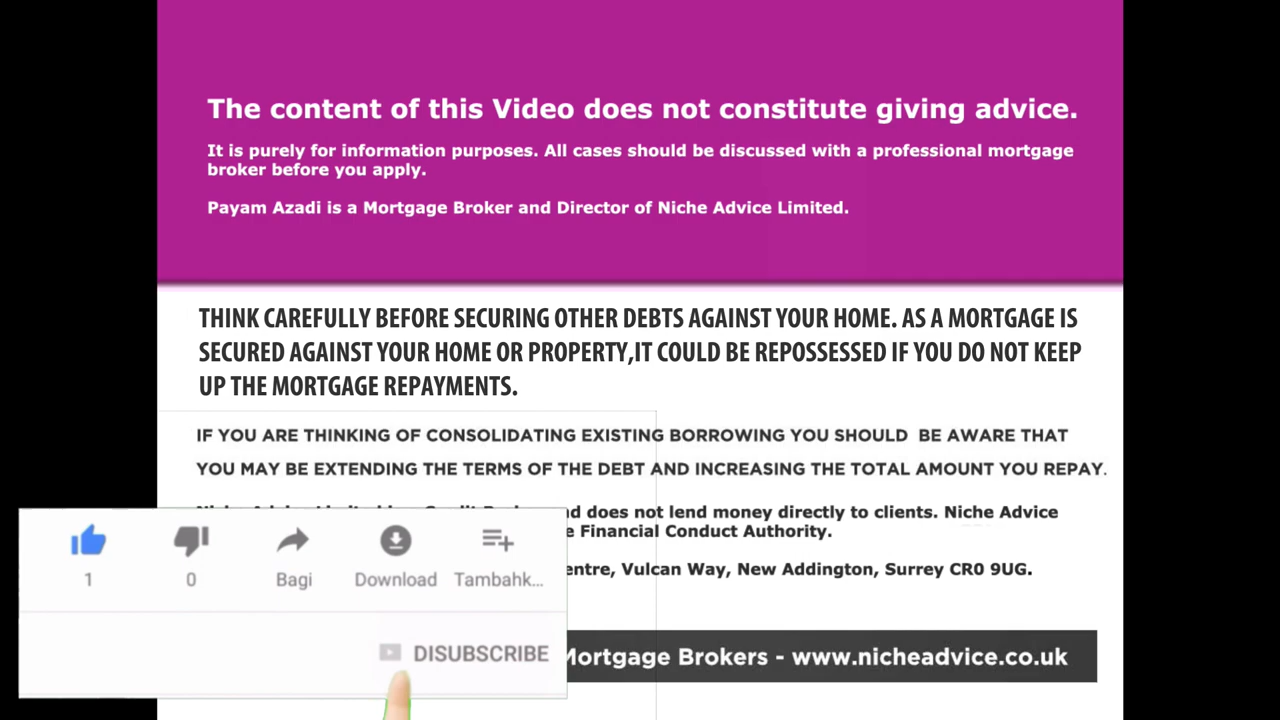 The content of this Video does not constitute giving advice.
It is purely for information purposes. All cases should be discussed with a professional mortgage
broker before you apply.
Payam Azadi is a Mortgage Broker and Director of Niche Advice Limited.
THINK CAREFULLY BEFORE SECURING OTHER DEBTS AGAINST YOUR HOME. AS A MORTGAGE IS
SECURED AGAINST YOUR HOME OR PROPERTY,IT COULD BE REPOSSESSED IF YOU DO NOT KEEP
UP THE MORTGAGE REPAYMENTS.
IF YOU ARE THINKING OF CONSOLIDATING EXISTING BORROWING YOU SHOULD BE AWARE THAT
YOU MAY BE EXTENDING THE TERMS OF THE DEBT AND INCREASING THE TOTAL AMOUNT YOU REPAY.
does not lend money directly to clients. Niche Advice
Financial Conduct Authority.
Vulcan Way, New Addington, Surrey CR0 9UG.
Mortgage Brokers - www.nicheadvice.co.uk
1 0 Bagi Download Tambahk...
DISUBSCRIBE